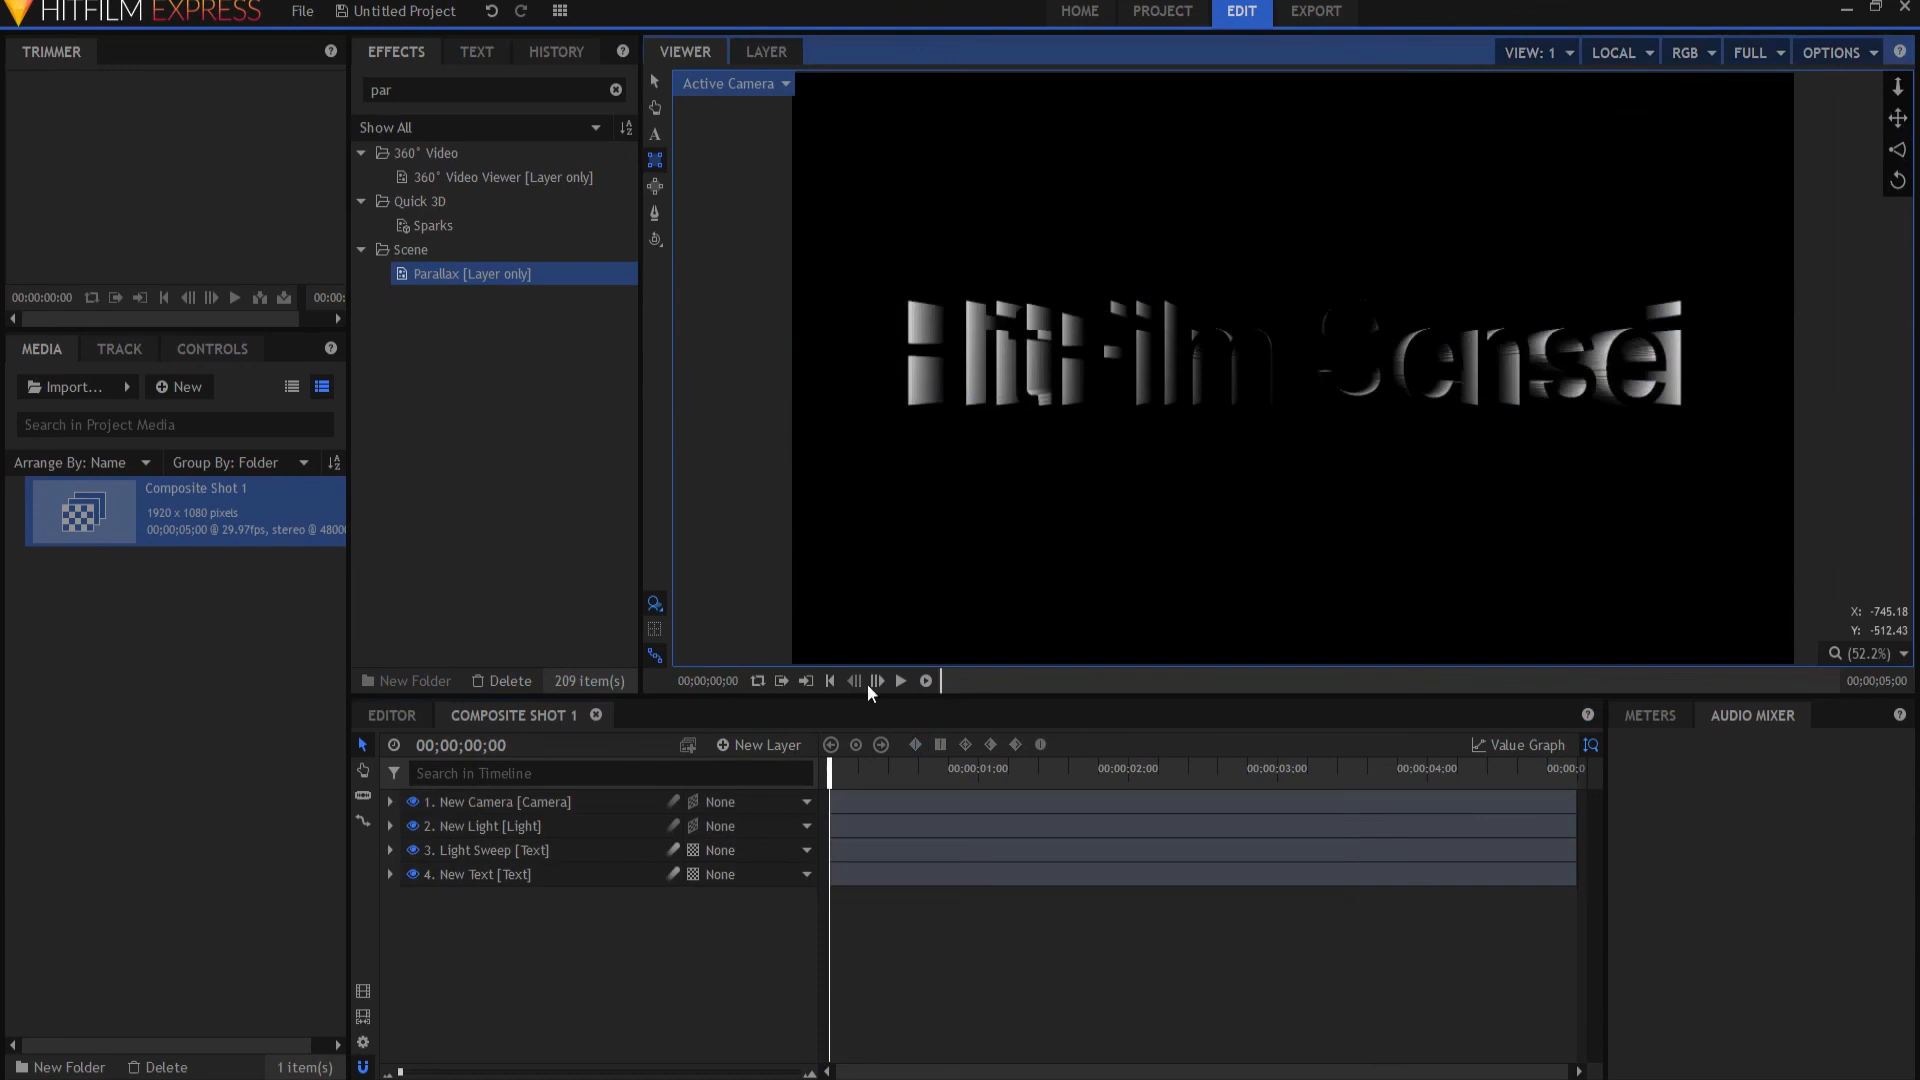 HITFILM EXPRESS
File
Untitled Project
HOME
PROJECT
EDIT
EXPORT
TRIMMER
EFFECTS
TEXT
HISTORY
VIEWER
LAYER
VIEW: 1
LOCAL
RGB
FULL
OPTIONS
par
Active Camera
Show All
360° Video
360° Video Viewer [Layer only]
Quick 3D
Sparks
Scene
Parallax [Layer only]
HitFilm Sensei
00:00:00:00
00:00:
MEDIA
TRACK
CONTROLS
Import...
New
Search in Project Media
Arrange By: Name
Group By: Folder
Composite Shot 1
1920 x 1080 pixels
00;00;05;00 @ 29.97fps, stereo @ 4800
X: -745.18
Y: -512.43
(52.2%)
New Folder
Delete
209 item(s)
00;00;00;00
00;00;05;00
EDITOR
COMPOSITE SHOT 1
METERS
AUDIO MIXER
00;00;00;00
New Layer
Value Graph
Search in Timeline
00;00;01;00
00;00;02;00
00;00;03;00
00;00;04;00
00;00;0
1. New Camera [Camera]
None
2. New Light [Light]
None
3. Light Sweep [Text]
None
4. New Text [Text]
None
New Folder
Delete
1 item(s)